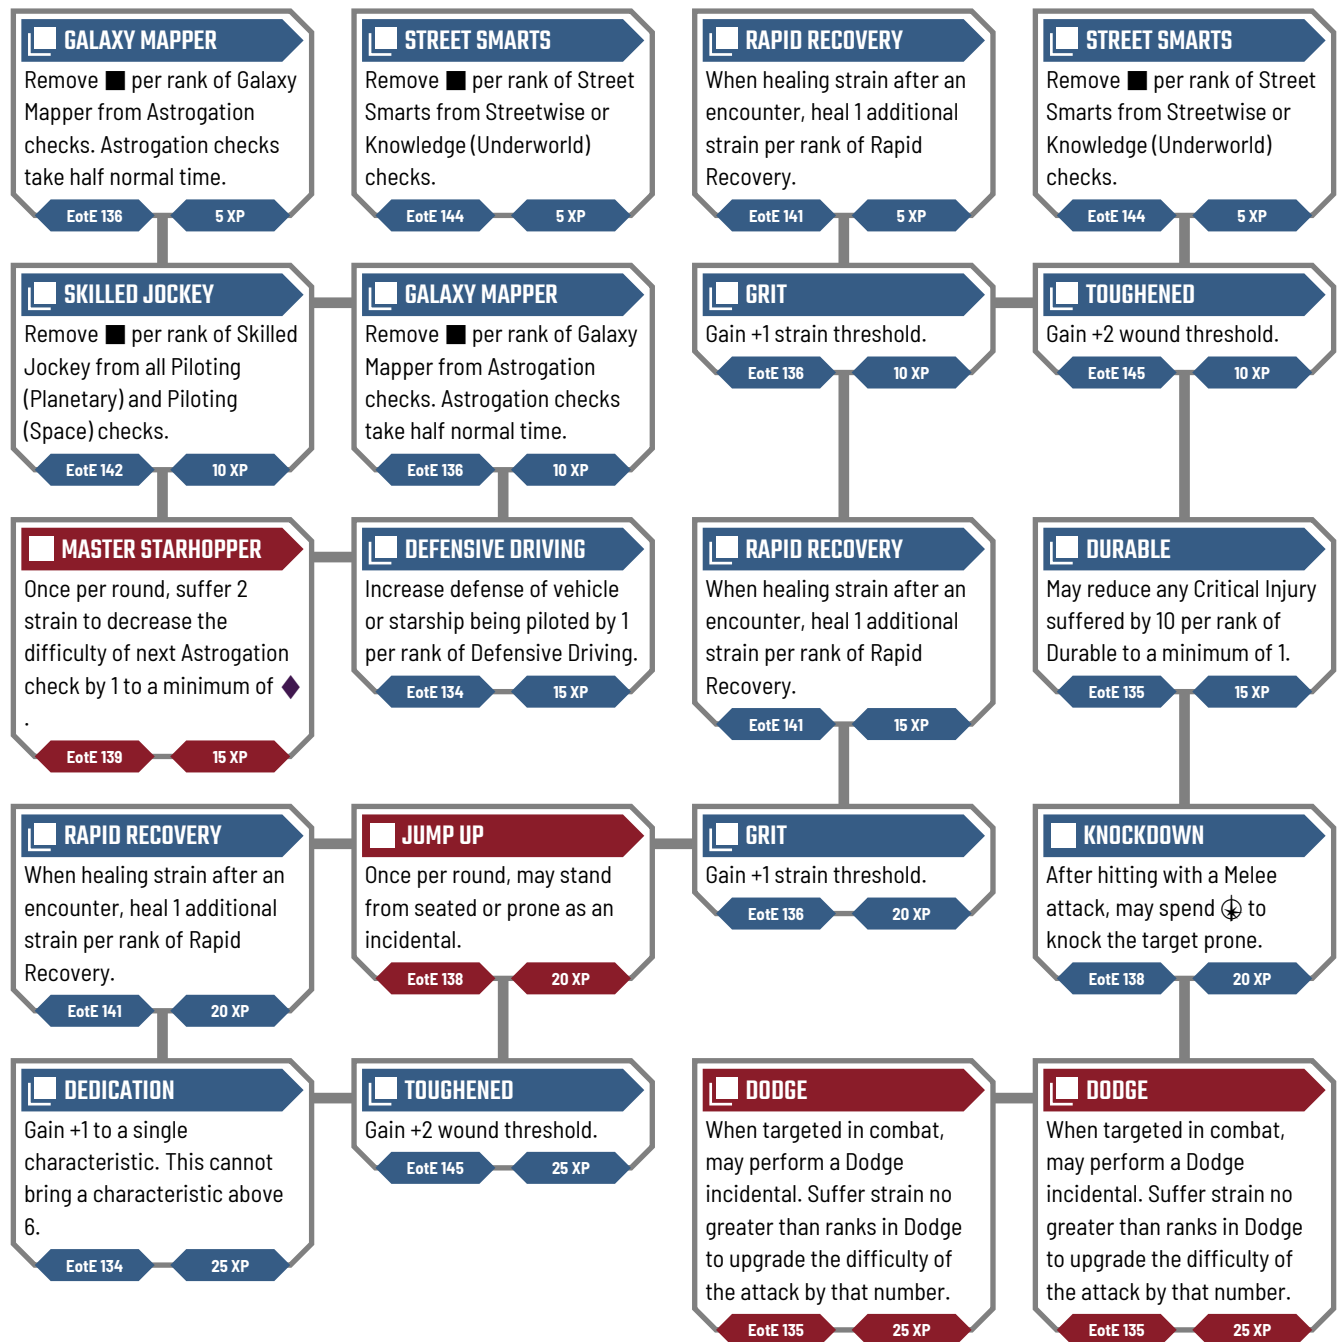 GALAXY MAPPER
Remove ■ per rank of Galaxy
Mapper from Astrogation
checks. Astrogation checks
take half normal time.
EotE 136 5 XP
STREET SMARTS
Remove ■ per rank of Street
Smarts from Streetwise or
Knowledge (Underworld)
checks.
EotE 144 5 XP
RAPID RECOVERY
When healing strain after an
encounter, heal 1 additional
strain per rank of Rapid
Recovery.
EotE 141 5 XP
STREET SMARTS
Remove ■ per rank of Street
Smarts from Streetwise or
Knowledge (Underworld)
checks.
EotE 144 5 XP
SKILLED JOCKEY
Remove ■ per rank of Skilled
Jockey from all Piloting
(Planetary) and Piloting
(Space) checks.
EotE 142 10 XP
GALAXY MAPPER
Remove ■ per rank of Galaxy
Mapper from Astrogation
checks. Astrogation checks
take half normal time.
EotE 136 10 XP
GRIT
Gain +1 strain threshold.
EotE 136 10 XP
TOUGHENED
Gain +2 wound threshold.
EotE 145 10 XP
MASTER STARHOPPER
Once per round, suffer 2
strain to decrease the
difficulty of next Astrogation
check by 1 to a minimum of ♦
.
EotE 139 15 XP
DEFENSIVE DRIVING
Increase defense of vehicle
or starship being piloted by 1
per rank of Defensive Driving.
EotE 134 15 XP
RAPID RECOVERY
When healing strain after an
encounter, heal 1 additional
strain per rank of Rapid
Recovery.
EotE 141 15 XP
DURABLE
May reduce any Critical Injury
suffered by 10 per rank of
Durable to a minimum of 1.
EotE 135 15 XP
RAPID RECOVERY
When healing strain after an
encounter, heal 1 additional
strain per rank of Rapid
Recovery.
EotE 141 20 XP
JUMP UP
Once per round, may stand
from seated or prone as an
incidental.
EotE 138 20 XP
GRIT
Gain +1 strain threshold.
EotE 136 20 XP
KNOCKDOWN
After hitting with a Melee
attack, may spend to
knock the target prone.
EotE 138 20 XP
DEDICATION
Gain +1 to a single
characteristic. This cannot
bring a characteristic above
6.
EotE 134 25 XP
TOUGHENED
Gain +2 wound threshold.
EotE 145 25 XP
DODGE
When targeted in combat,
may perform a Dodge
incidental. Suffer strain no
greater than ranks in Dodge
to upgrade the difficulty of
the attack by that number.
EotE 135 25 XP
DODGE
When targeted in combat,
may perform a Dodge
incidental. Suffer strain no
greater than ranks in Dodge
to upgrade the difficulty of
the attack by that number.
EotE 135 25 XP